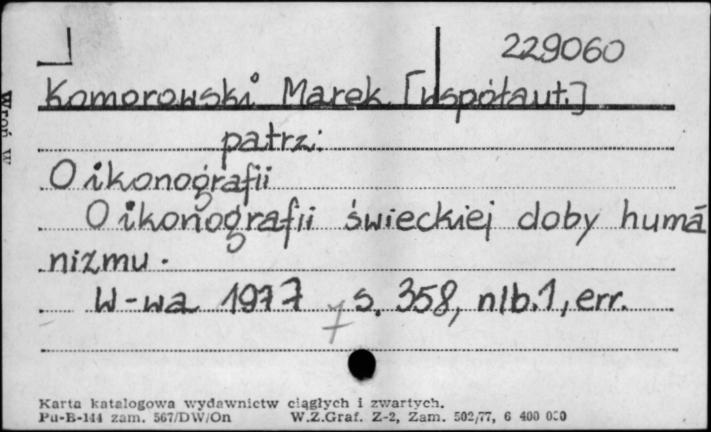 229060
Komorowski Marek [współaut.]
patrz:
O ikonografii
O ikonografii świeckiej doby humā
nizmu.
W-wa 1977 s. 358, nlb.1, err.
7
Karta katalogowa wydawnictw ciągłych i zwartych.
Pu-B-144 zam. 567/DW/On W.Z.Graf. Z-2, Zam. 502/77, 6 400 000